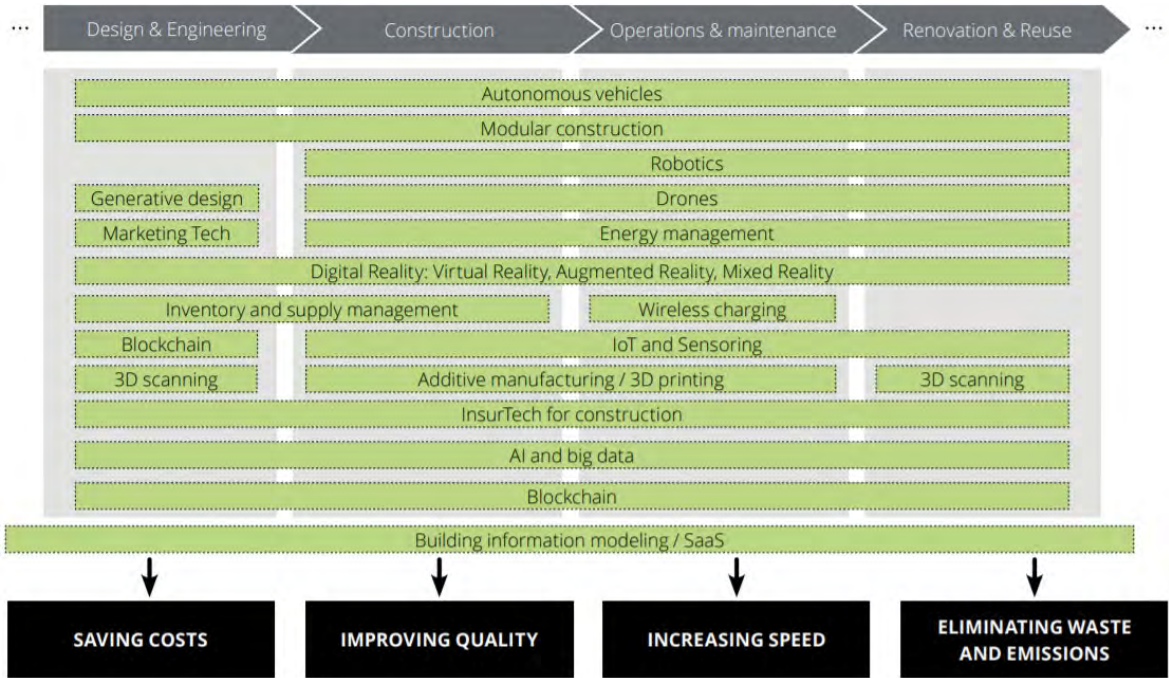 ... Design & Engineering Construction Operations & maintenance Renovation & Reuse ...
Autonomous vehicles
Modular construction
Robotics
Generative design Drones
Marketing Tech Energy management
Digital Reality: Virtual Reality, Augmented Reality, Mixed Reality
Inventory and supply management Wireless charging
Blockchain IoT and Sensoring
3D scanning Additive manufacturing / 3D printing 3D scanning
InsurTech for construction
AI and big data
Blockchain
Building information modeling / SaaS
SAVING COSTS
IMPROVING QUALITY
INCREASING SPEED
ELIMINATING WASTE
AND EMISSIONS